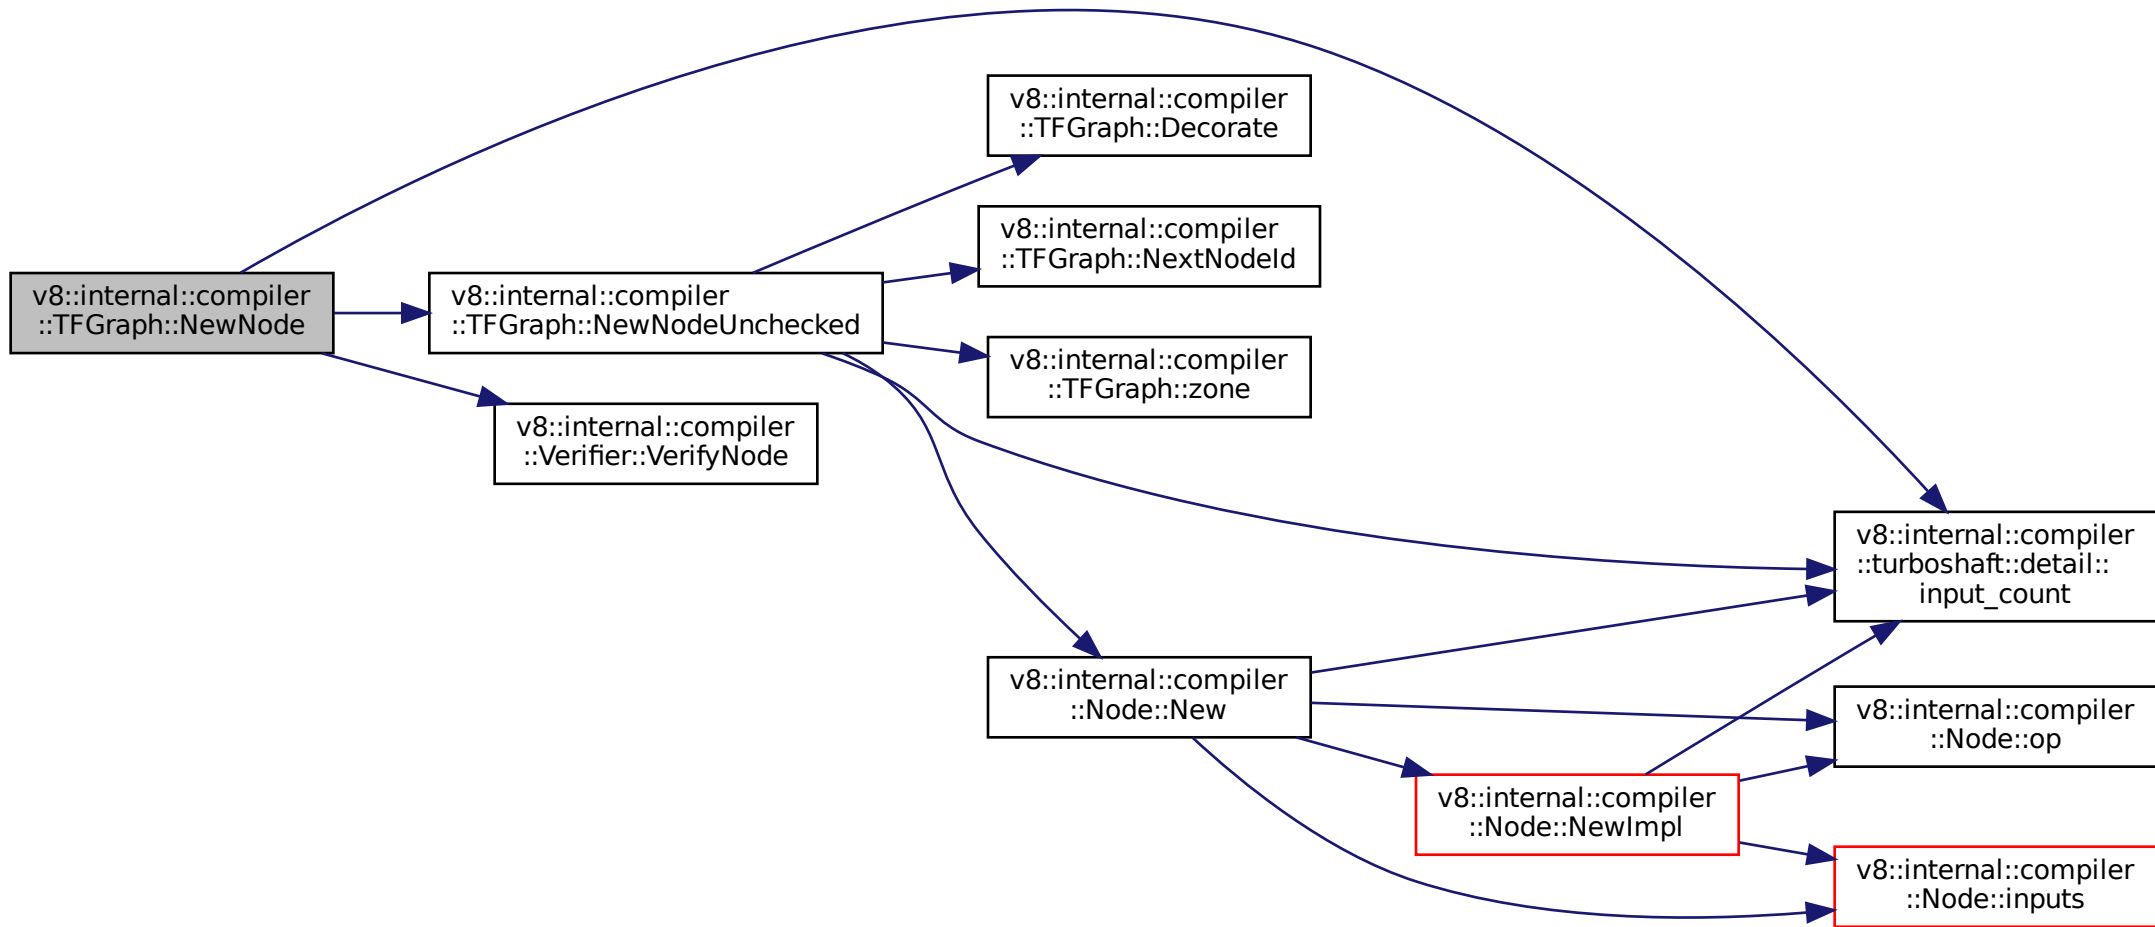 v8::internal::compiler
::TFGraph::NewNode
v8::internal::compiler
::TFGraph::NewNodeUnchecked
v8::internal::compiler
::Verifier::VerifyNode
v8::internal::compiler
::TFGraph::Decorate
v8::internal::compiler
::TFGraph::NextNodeId
v8::internal::compiler
::TFGraph::zone
v8::internal::compiler
::Node::New
v8::internal::compiler
::Node::NewImpl
v8::internal::compiler
::turboshaft::detail::
input_count
v8::internal::compiler
::Node::op
v8::internal::compiler
::Node::inputs